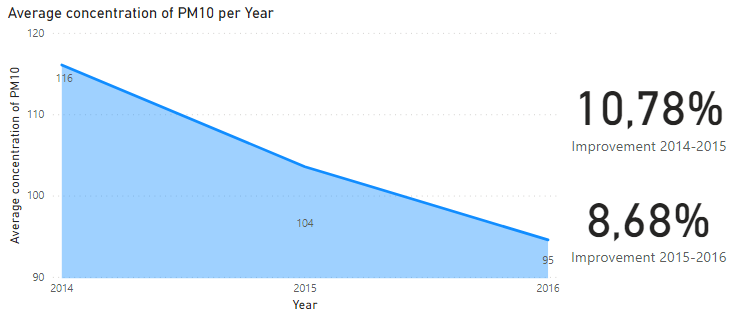 Average concentration of PM10 per Year
Average concentration of PM10
120
110
100
90
116
104
95
2014
2015
2016
Year
10,78%
Improvement 2014-2015
8,68%
Improvement 2015-2016